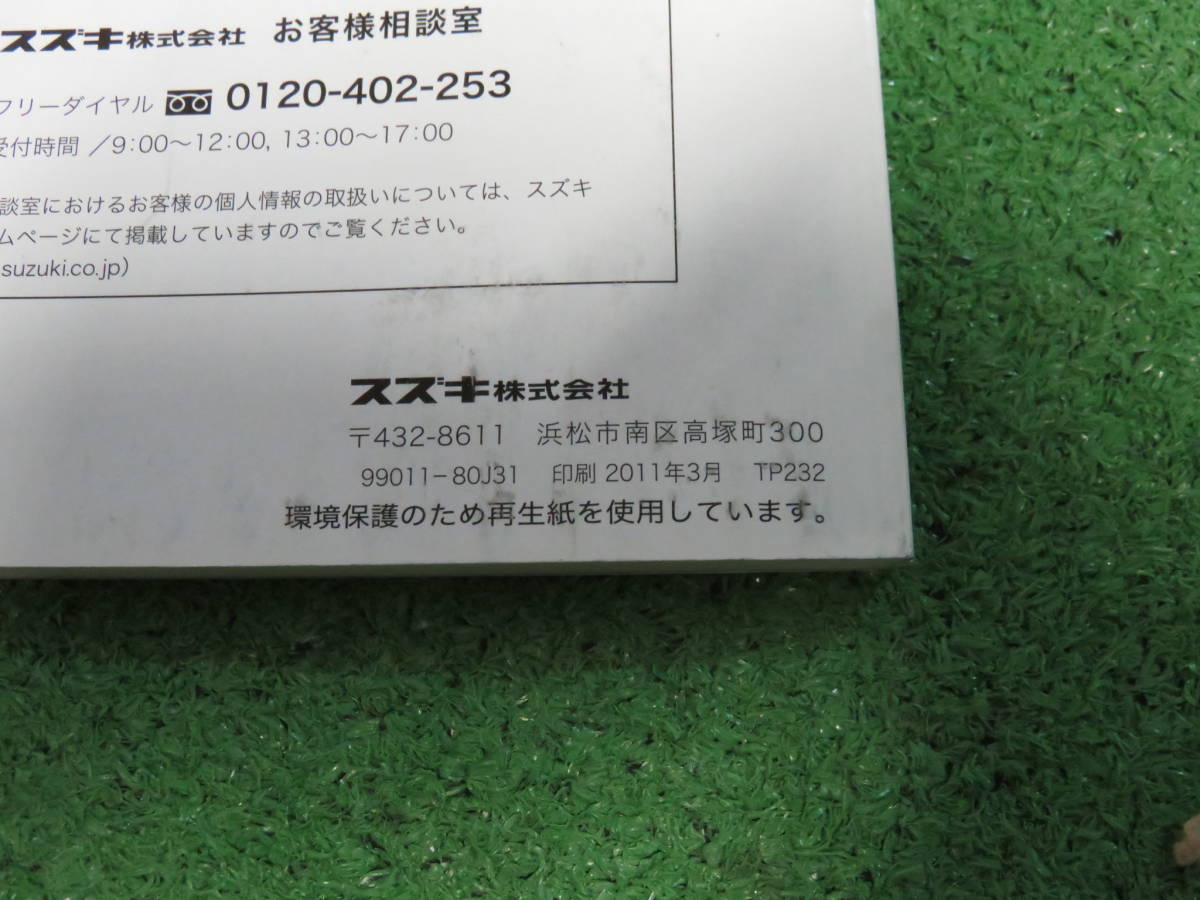 スズキ株式会社 お客様相談室
フリーダイヤル 0120-402-253
受付時間 /9:00〜12:00, 13:00〜17:00
談室におけるお客様の個人情報の取扱いについては、スズキ
ムページにて掲載していますのでご覧ください。
suzuki.co.jp)
スズキ株式会社
〒432-8611 浜松市南区高塚町300
99011-80J31 印刷 2011年3月 TP232
環境保護のため再生紙を使用しています。